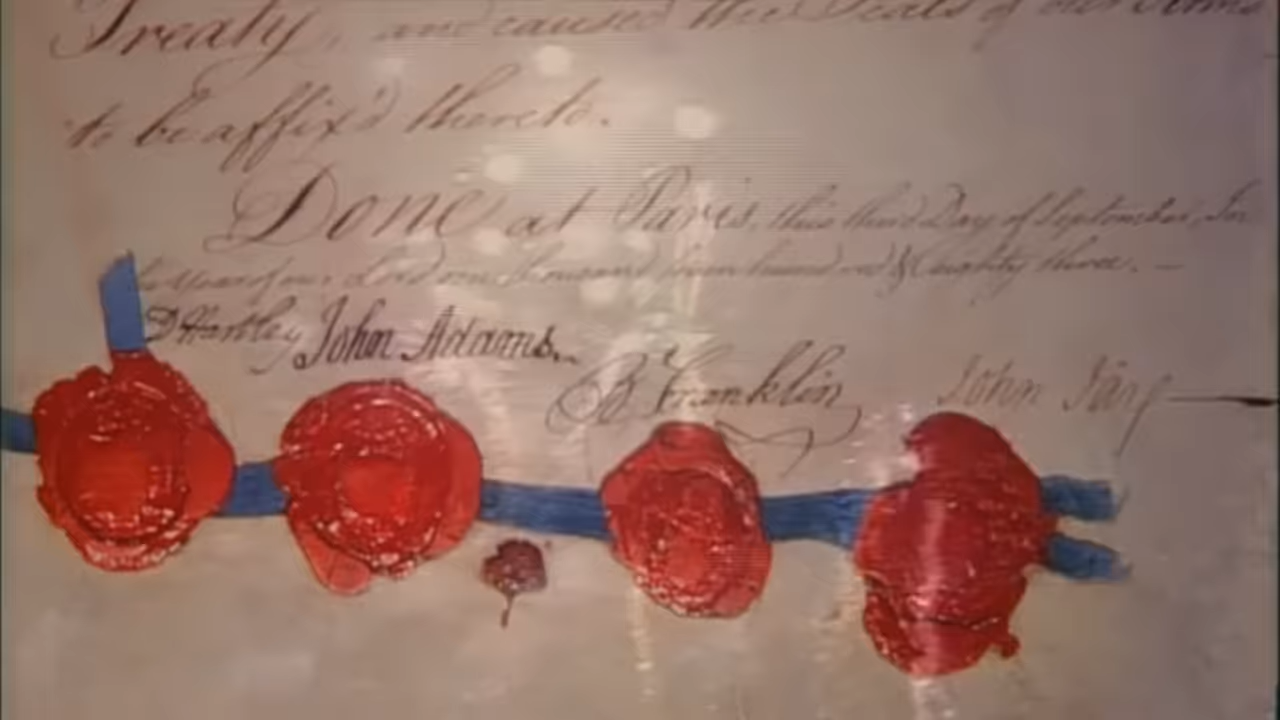 Treaty, and caused the Seals of our Arms
to be affix'd thereto.
Done at Paris, this third Day of September, In
the Year of our Lord one thousand seven hundred & Eighty three. —
D Hartley John Adams.
B Franklin John Jay